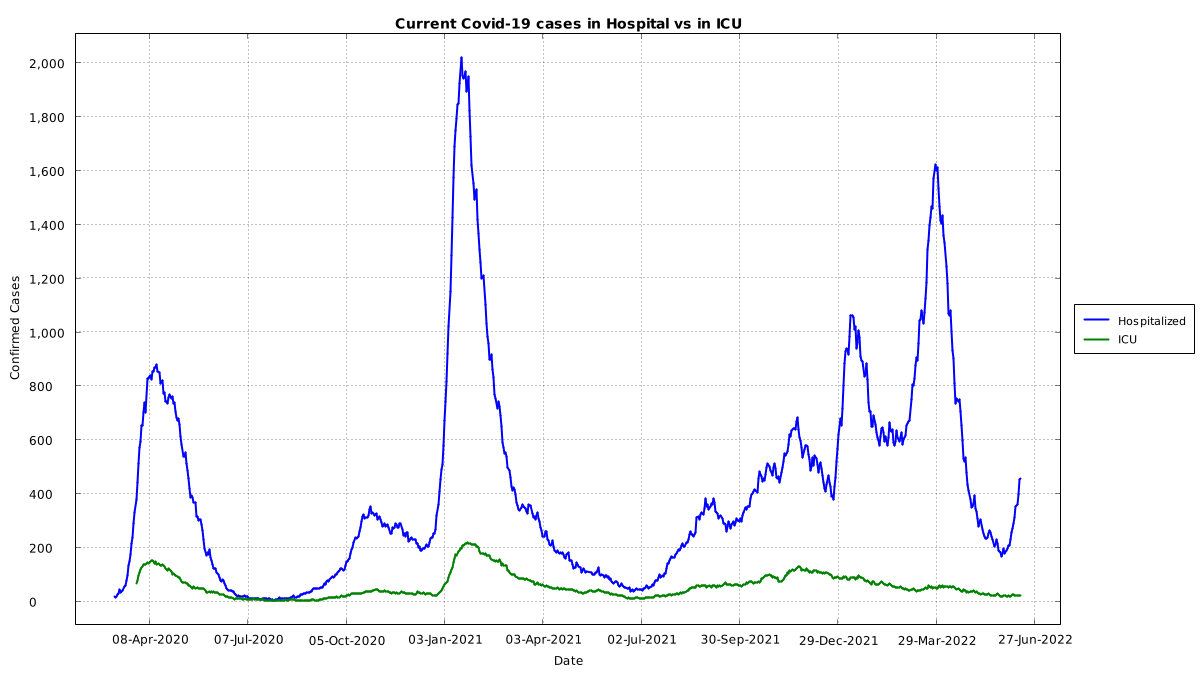 Current Covid-19 cases in Hospital vs in ICU
Confirmed Cases
2,000
1,800
1,600
1,400
1,200
1,000
800
600
400
200
0
08-Apr-2020 07-Jul-2020 05-Oct-2020 03-Jan-2021 03-Apr-2021 02-Jul-2021 30-Sep-2021 29-Dec-2021 29-Mar-2022 27-Jun-2022
Date
Hospitalized
ICU